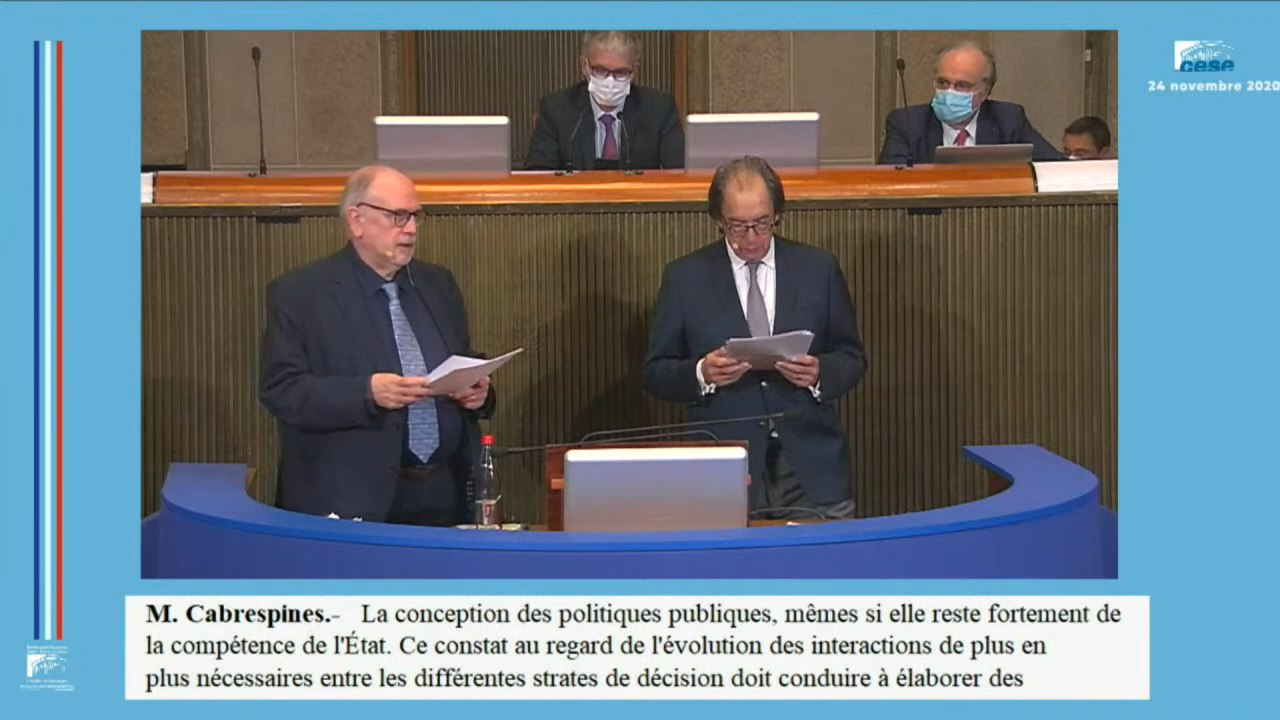 cese
24 novembre 2020
M. Cabrespines.- La conception des politiques publiques, mêmes si elle reste fortement de
la compétence de l'État. Ce constat au regard de l'évolution des interactions de plus en
plus nécessaires entre les différentes strates de décision doit conduire à élaborer des